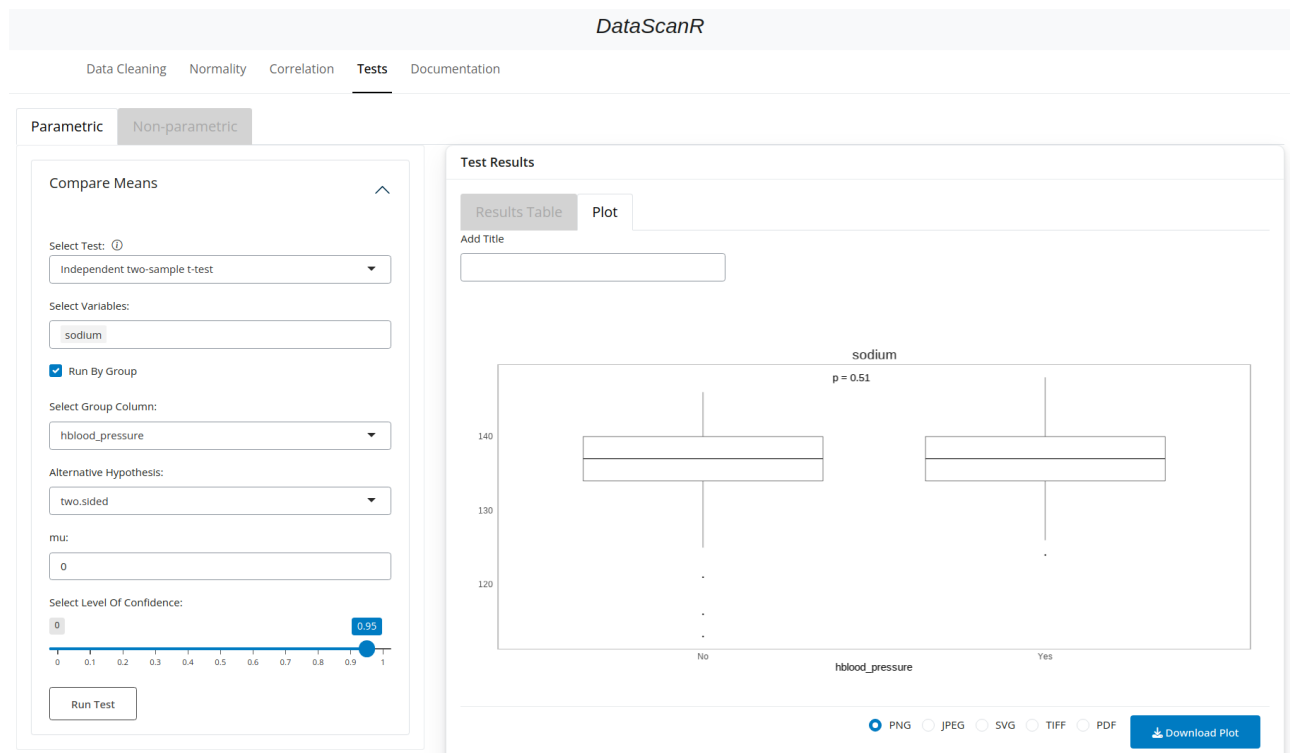 DataScanR
Data Cleaning Normality Correlation Tests Documentation
Parametric Non-parametric
Compare Means
Select Test:
Independent two-sample t-test
Select Variables:
sodium
Run By Group
Select Group Column:
hblood_pressure
Alternative Hypothesis:
two.sided
mu:
0
Select Level Of Confidence:
0 0.95
0 0.1 0.2 0.3 0.4 0.5 0.6 0.7 0.8 0.9 1
Run Test
Test Results
Results Table Plot
Add Title
sodium
p = 0.51
140
130
120
No Yes
hblood_pressure
PNG JPEG SVG TIFF PDF Download Plot